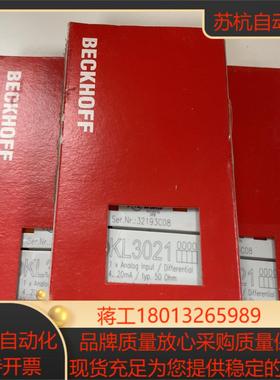 苏杭自动化
BECKHOFF
Ser.Nr.:32193C08
KL3021
1 x Analog Input / Differential
4...20mA / typ. 50 Ohm
自动化
蒋工18013265989
品牌质量放心采购质量保
票开票
现货充足为您提供稳定的